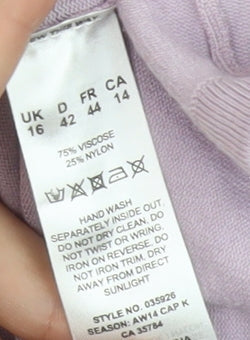 UK D FR CA
16 42 44 14
75% VISCOSE
25% NYLON
HAND WASH
SEPARATELY INSIDE OUT.
DO NOT DRY CLEAN. DO
NOT TWIST OR WRING.
IRON ON REVERSE. DO
NOT IRON TRIM. DRY
AWAY FROM DIRECT
SUNLIGHT
STYLE NO. 035926
SEASON: AW14 CAP K
CA 35784